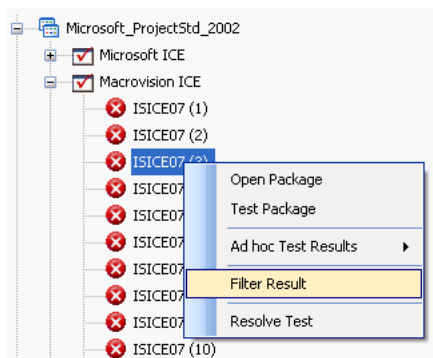 Microsoft_ProjectStd_2002
Microsoft ICE
Macrovision ICE
ISICE07 (1)
ISICE07 (2)
ISICE07 (3)
ISICE07
Open Package
ISICE07
Test Package
ISICE07
Ad hoc Test Results
ISICE07
Filter Result
ISICE07
ISICE07
Resolve Test
ISICE07 (10)